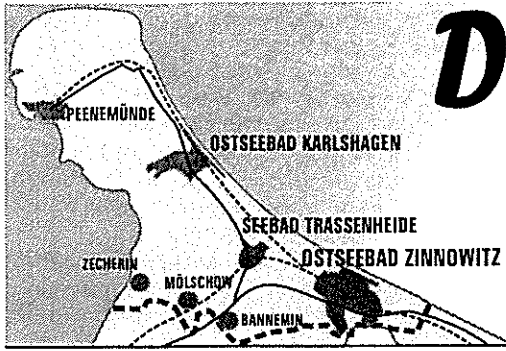 D
PEENEMÜNDE
OSTSEEBAD KARLSHAGEN
SEEBAD TRASSENHEIDE
OSTSEEBAD ZINNOWITZ
ZECHERIN
MÖLSCHOW
BANNEMIN